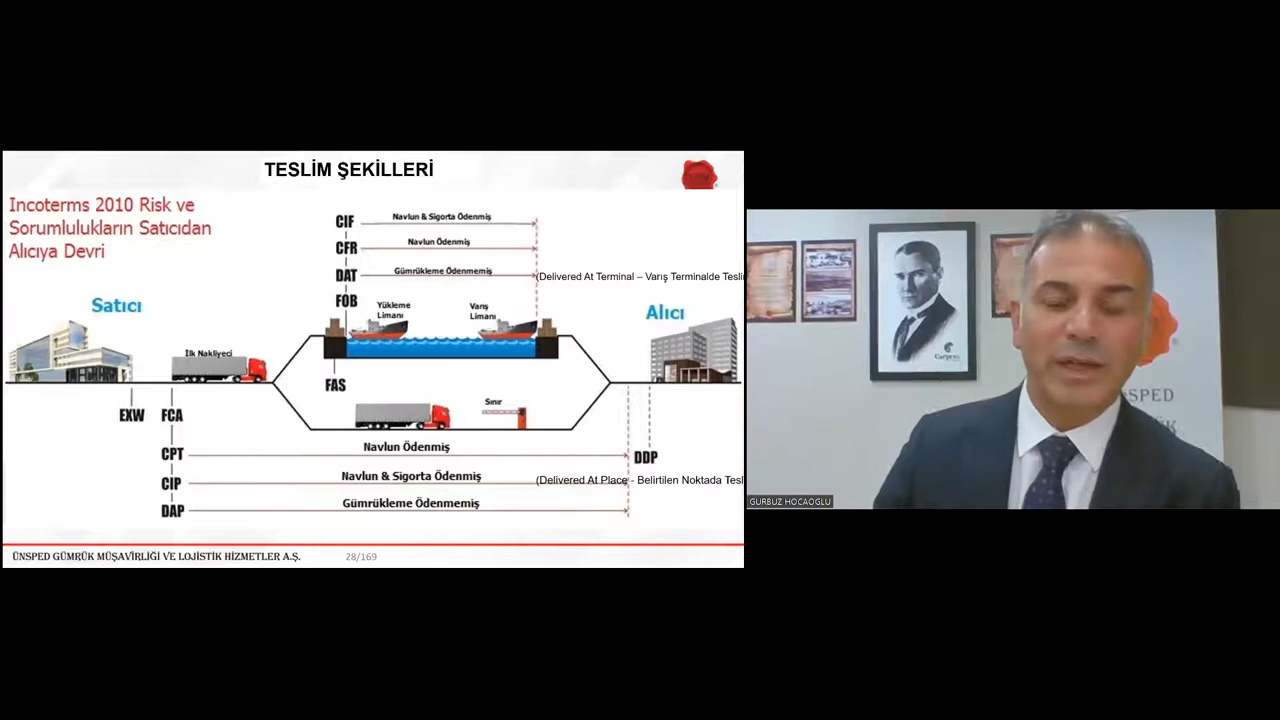 TESLİM ŞEKİLLERİ
Incoterms 2010 Risk ve
Sorumlulukların Satıcıdan
Alıcıya Devri
CIF
Navlun & Sigorta Ödenmiş
CFR
Navlun Ödenmiş
DAT
Gümrükleme Ödenmemiş
(Delivered At Terminal – Varış Terminalde Tesli
FOB
Yükleme
Limanı
Varış
Limanı
Satıcı
Alıcı
İlk Nakliyeci
FAS
EXW
FCA
Sınır
CPT
Navlun Ödenmiş
DDP
CIP
Navlun & Sigorta Ödenmiş
(Delivered At Place - Belirtilen Noktada Tesl
DAP
Gümrükleme Ödenmemiş
ÜNSPED GÜMRÜK MÜŞAVİRLİĞİ VE LOJİSTİK HİZMETLER A.Ş.
28/169
GURBUZ HOCAOGLU